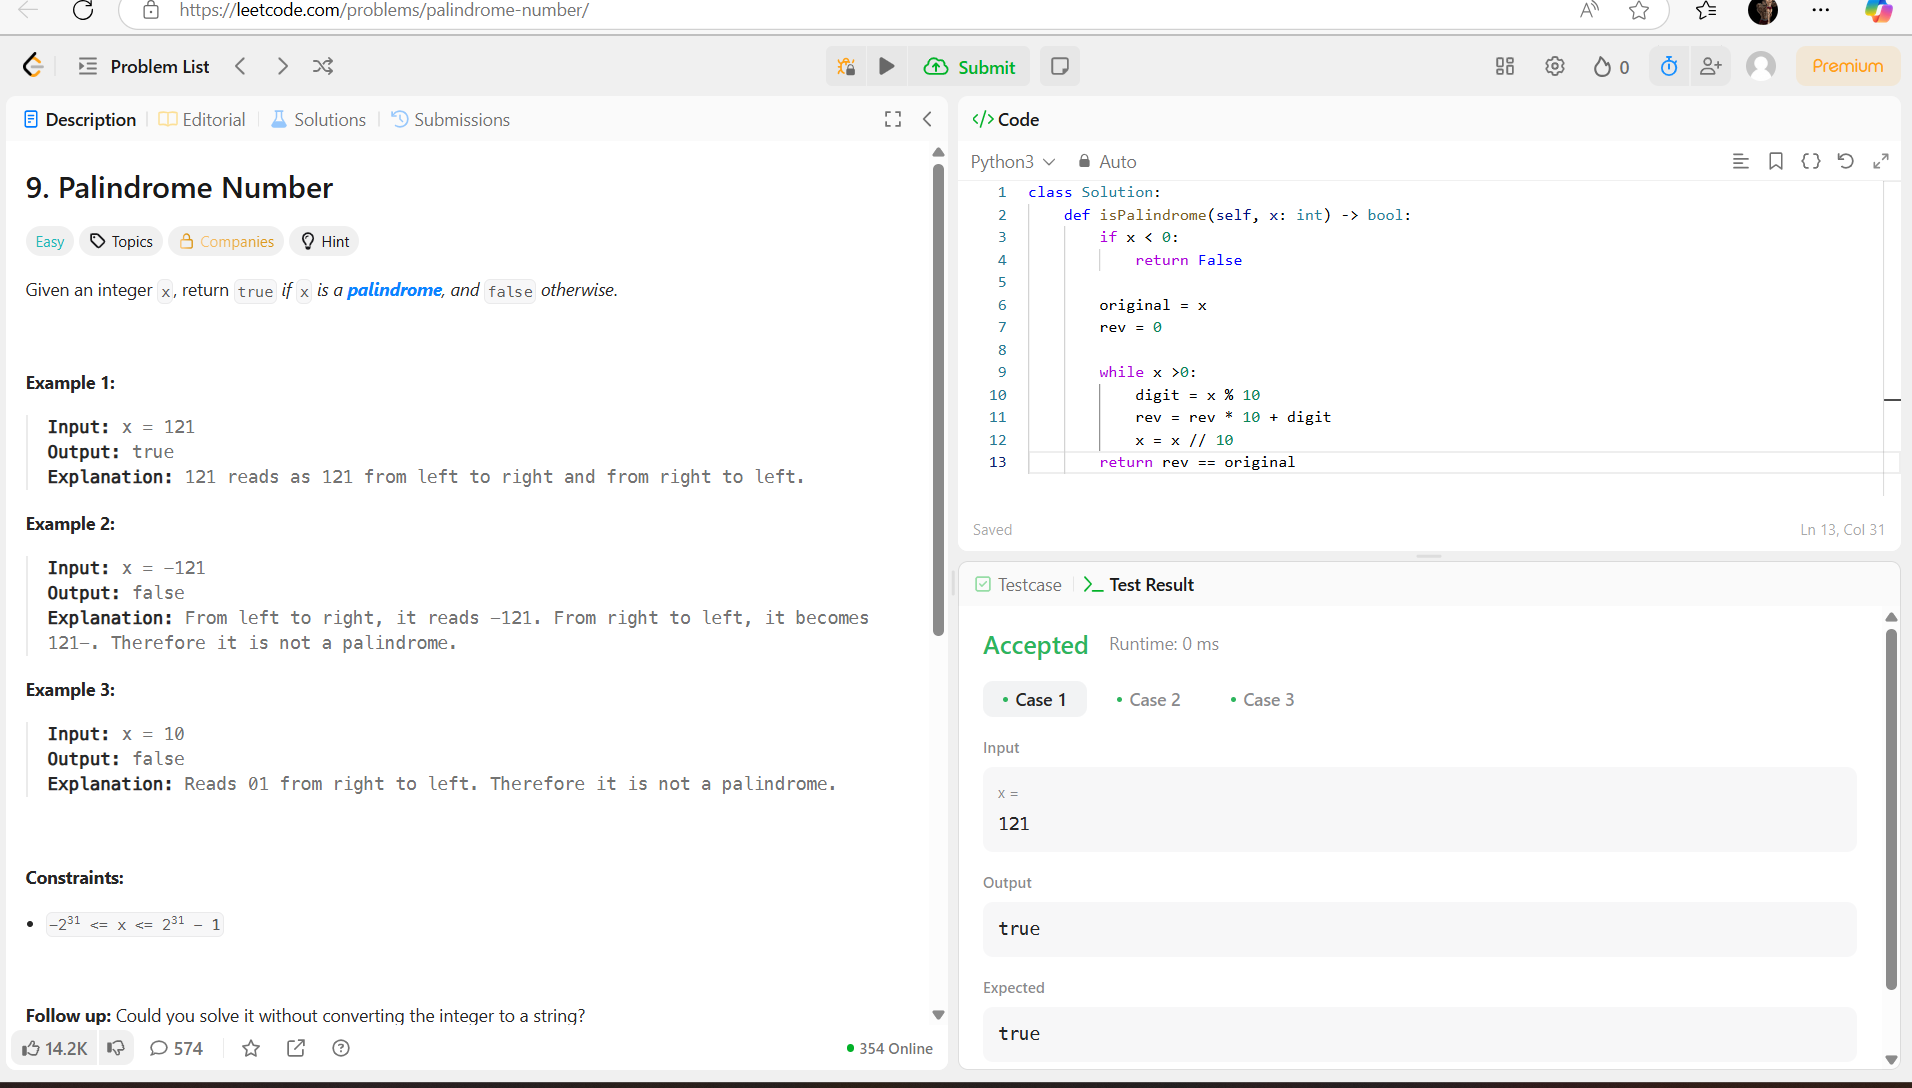 https://leetcode.com/problems/palindrome-number/
Problem List
Submit
0
Premium
Description
Editorial
Solutions
Submissions
9. Palindrome Number
Easy
Topics
Companies
Hint
Given an integer x, return true if x is a palindrome, and false otherwise.
Example 1:
Input: x = 121
Output: true
Explanation: 121 reads as 121 from left to right and from right to left.
Example 2:
Input: x = -121
Output: false
Explanation: From left to right, it reads -121. From right to left, it becomes
121-. Therefore it is not a palindrome.
Example 3:
Input: x = 10
Output: false
Explanation: Reads 01 from right to left. Therefore it is not a palindrome.
Constraints:
• -2³¹ <= x <= 2³¹ - 1
Follow up: Could you solve it without converting the integer to a string?
14.2K
574
354 Online
</> Code
Python3
Auto
1 class Solution:
2     def isPalindrome(self, x: int) -> bool:
3         if x < 0:
4             return False
5
6         original = x
7         rev = 0
8
9         while x >0:
10             digit = x % 10
11             rev = rev * 10 + digit
12             x = x // 10
13         return rev == original
Saved
Ln 13, Col 31
Testcase
>_ Test Result
Accepted
Runtime: 0 ms
• Case 1
• Case 2
• Case 3
Input
x =
121
Output
true
Expected
true